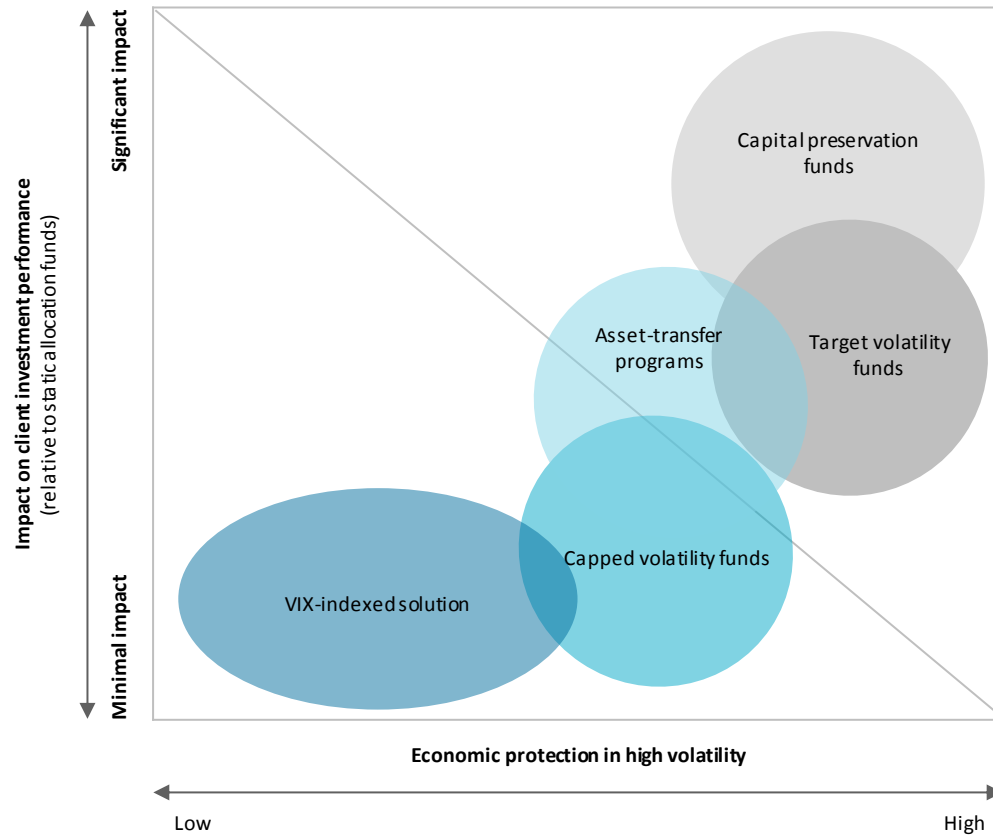 Significant impact
Impact on client investment performance
(relative to static allocation funds)
Minimal impact
Capital preservation
funds
Target volatility
funds
Asset-transfer
programs
Capped volatility funds
VIX-indexed solution
Economic protection in high volatility
Low
High